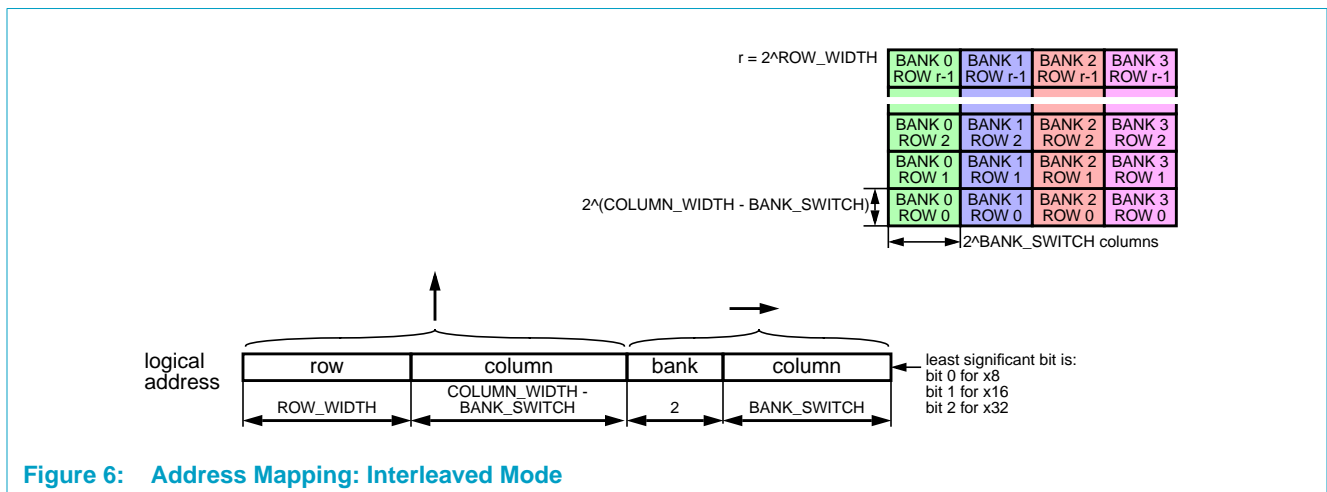 r = 2^ROW_WIDTH
BANK 0 BANK 1 BANK 2 BANK 3
ROW r-1 ROW r-1 ROW r-1 ROW r-1
BANK 0 BANK 1 BANK 2 BANK 3
ROW 2 ROW 2 ROW 2 ROW 2
BANK 0 BANK 1 BANK 2 BANK 3
ROW 1 ROW 1 ROW 1 ROW 1
2^(COLUMN_WIDTH - BANK_SWITCH)
BANK 0 BANK 1 BANK 2 BANK 3
ROW 0 ROW 0 ROW 0 ROW 0
2^BANK_SWITCH columns
logical
address
row column bank column
least significant bit is:
bit 0 for x8
bit 1 for x16
bit 2 for x32
ROW_WIDTH
COLUMN_WIDTH -
BANK_SWITCH
2
BANK_SWITCH
Figure 6: Address Mapping: Interleaved Mode